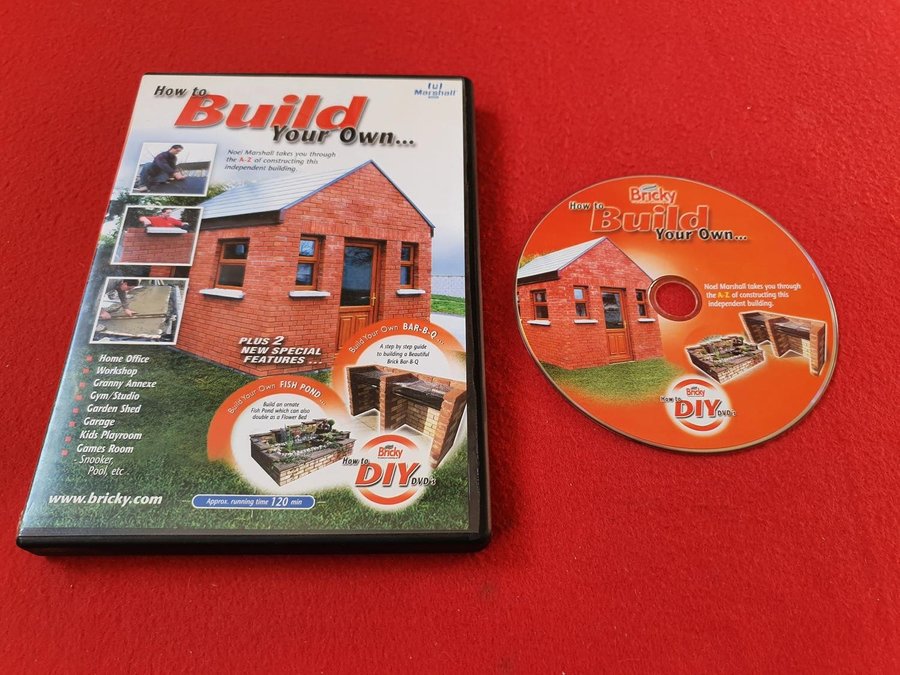 How to
Build
Your Own...
Marshall
Noel Marshall takes you through
the A-Z of constructing this
independent building.
PLUS 2
NEW SPECIAL
FEATURES ...
Build Your Own BAR-B-Q ...
A step by step guide
to building a Beautiful
Brick Bar-B-Q
Build Your Own FISH POND ...
Build an ornate
Fish Pond which can also
double as a Flower Bed
Home Office
Workshop
Granny Annexe
Gym/Studio
Garden Shed
Garage
Kids Playroom
Games Room
- Snooker,
Pool, etc
Bricky
How to
DIY
DVD's
www.bricky.com
Approx. running time 120 min
Bricky
How to
Build
Your Own...
Noel Marshall takes you through
the A-Z of constructing this
independent building.
Bricky
How to
DIY
DVD's